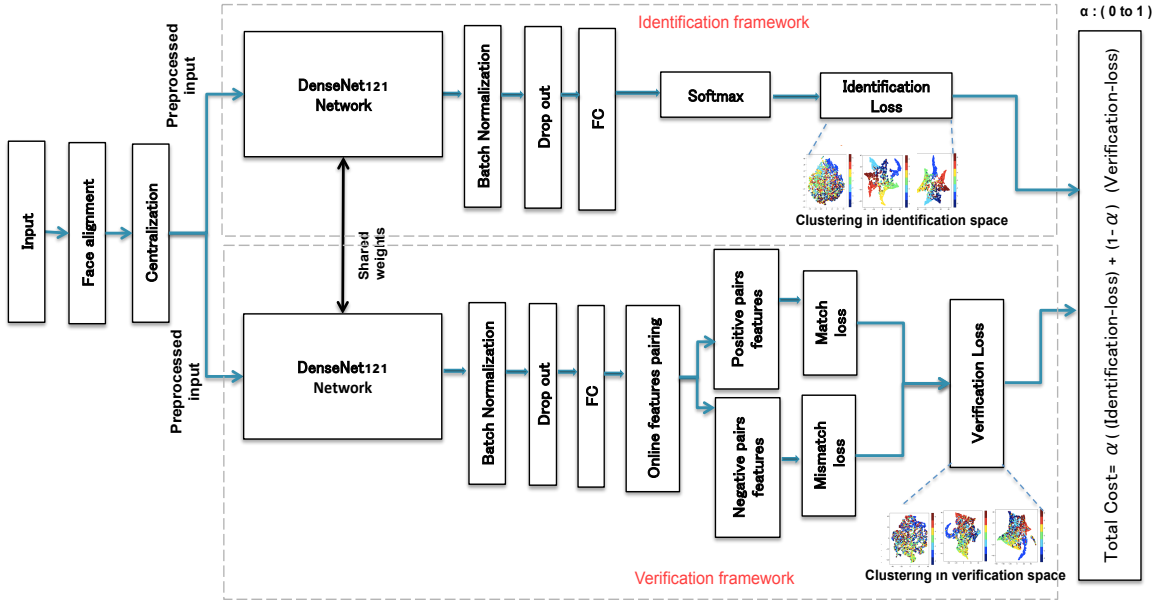 Identification framework
α : ( 0 to 1 )
Preprocessed
input
DenseNet121
Network
Batch Normalization
Drop out
FC
Softmax
Identification
Loss
Clustering in identification space
Input
Face alignment
Centralization
Shared
weights
Preprocessed
input
DenseNet121
Network
Batch Normalization
Drop out
FC
Online features pairing
Positive pairs
features
Match
loss
Negative pairs
features
Mismatch
loss
Verification Loss
Clustering in verification space
Verification framework
Total Cost= α ( (Identification-loss) + (1- α ) (Verification-loss)